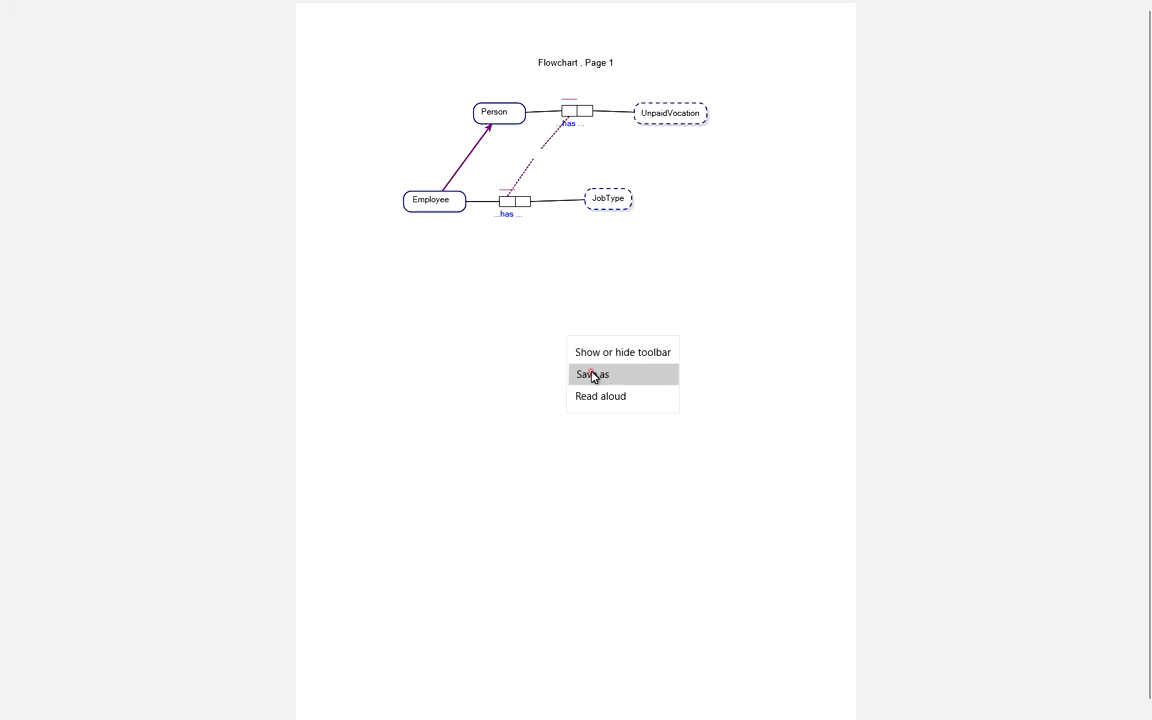 Flowchart , Page 1
Person
UnpaidVocation
...has ...
Employee
JobType
...has ...
Show or hide toolbar
Save as
Read aloud